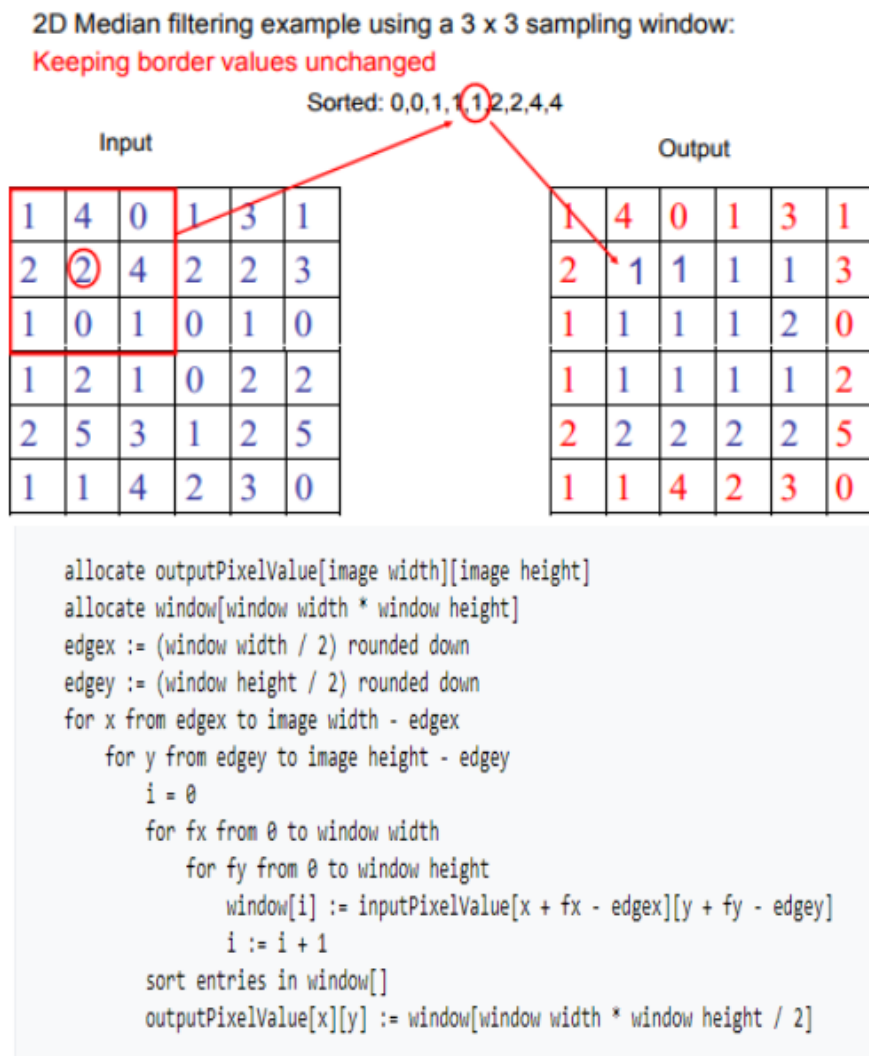 2D Median filtering example using a 3 x 3 sampling window:
Keeping border values unchanged
Sorted: 0,0,1,1,1,2,2,4,4
Input
Output
1 4 0 1 3 1
2 2 4 2 2 3
1 0 1 0 1 0
1 2 1 0 2 2
2 5 3 1 2 5
1 1 4 2 3 0
1 4 0 1 3 1
2 1 1 1 1 3
1 1 1 1 2 0
1 1 1 1 1 2
2 2 2 2 2 5
1 1 4 2 3 0
allocate outputPixelValue[image width][image height]
allocate window[window width * window height]
edgex := (window width / 2) rounded down
edgey := (window height / 2) rounded down
for x from edgex to image width - edgex
for y from edgey to image height - edgey
i = 0
for fx from 0 to window width
for fy from 0 to window height
window[i] := inputPixelValue[x + fx - edgex][y + fy - edgey]
i := i + 1
sort entries in window[]
outputPixelValue[x][y] := window[window width * window height / 2]